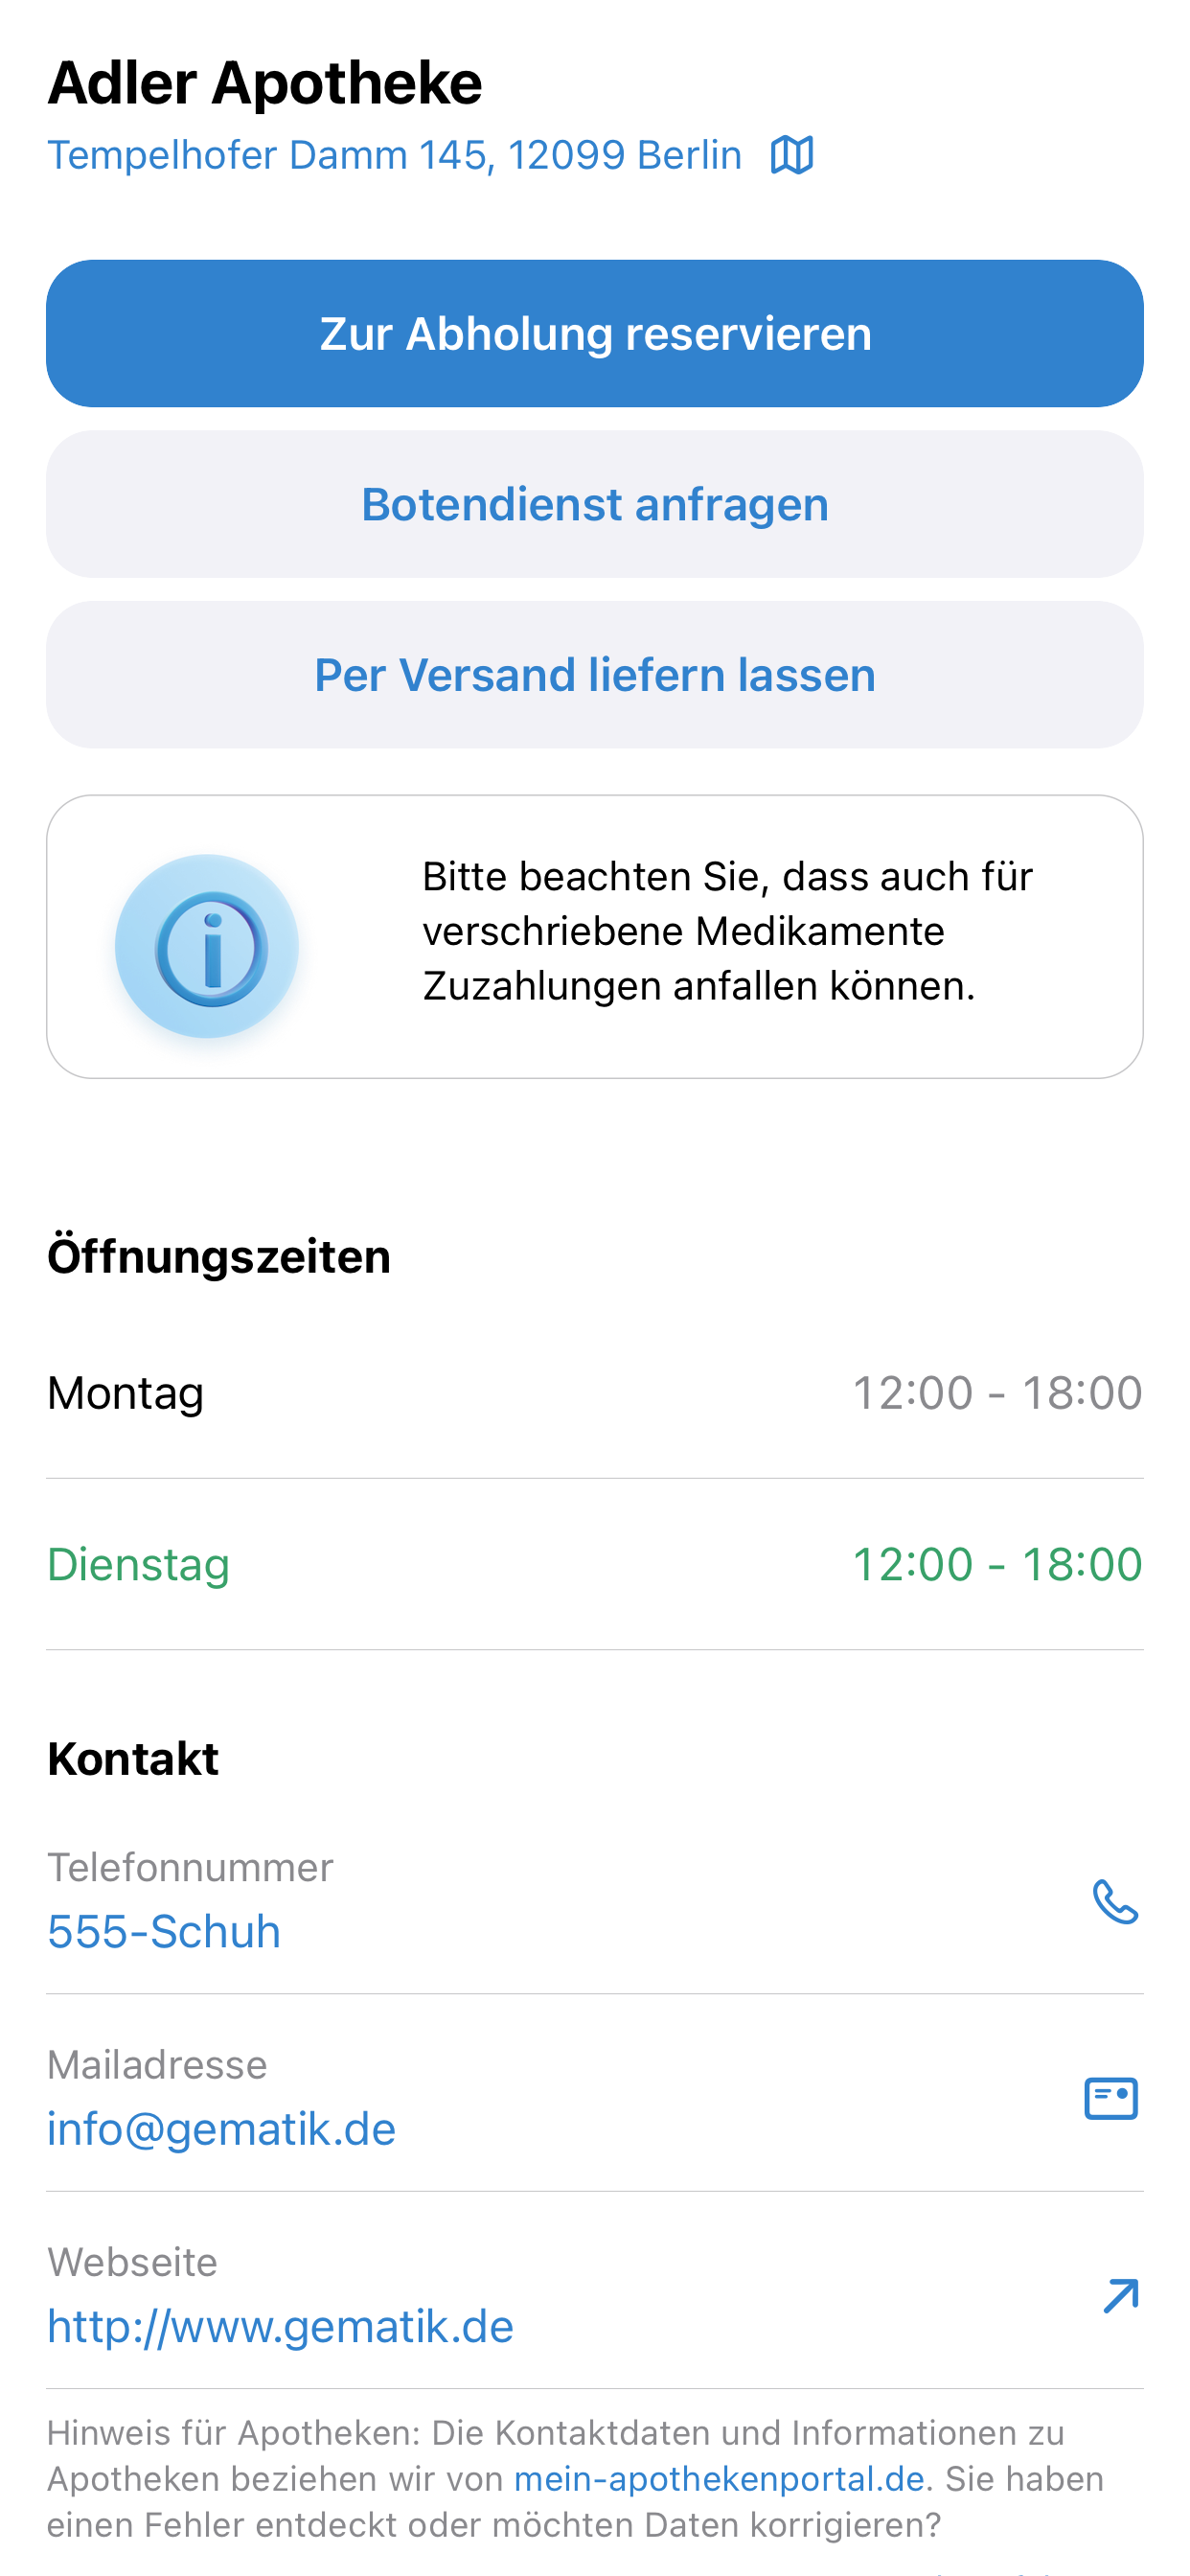 Adler Apotheke
Tempelhofer Damm 145, 12099 Berlin
Zur Abholung reservieren
Botendienst anfragen
Per Versand liefern lassen
Bitte beachten Sie, dass auch für
verschriebene Medikamente
Zuzahlungen anfallen können.
Öffnungszeiten
Montag 12:00 - 18:00
Dienstag 12:00 - 18:00
Kontakt
Telefonnummer
555-Schuh
Mailadresse
info@gematik.de
Webseite
http://www.gematik.de
Hinweis für Apotheken: Die Kontaktdaten und Informationen zu
Apotheken beziehen wir von mein-apothekenportal.de. Sie haben
einen Fehler entdeckt oder möchten Daten korrigieren?